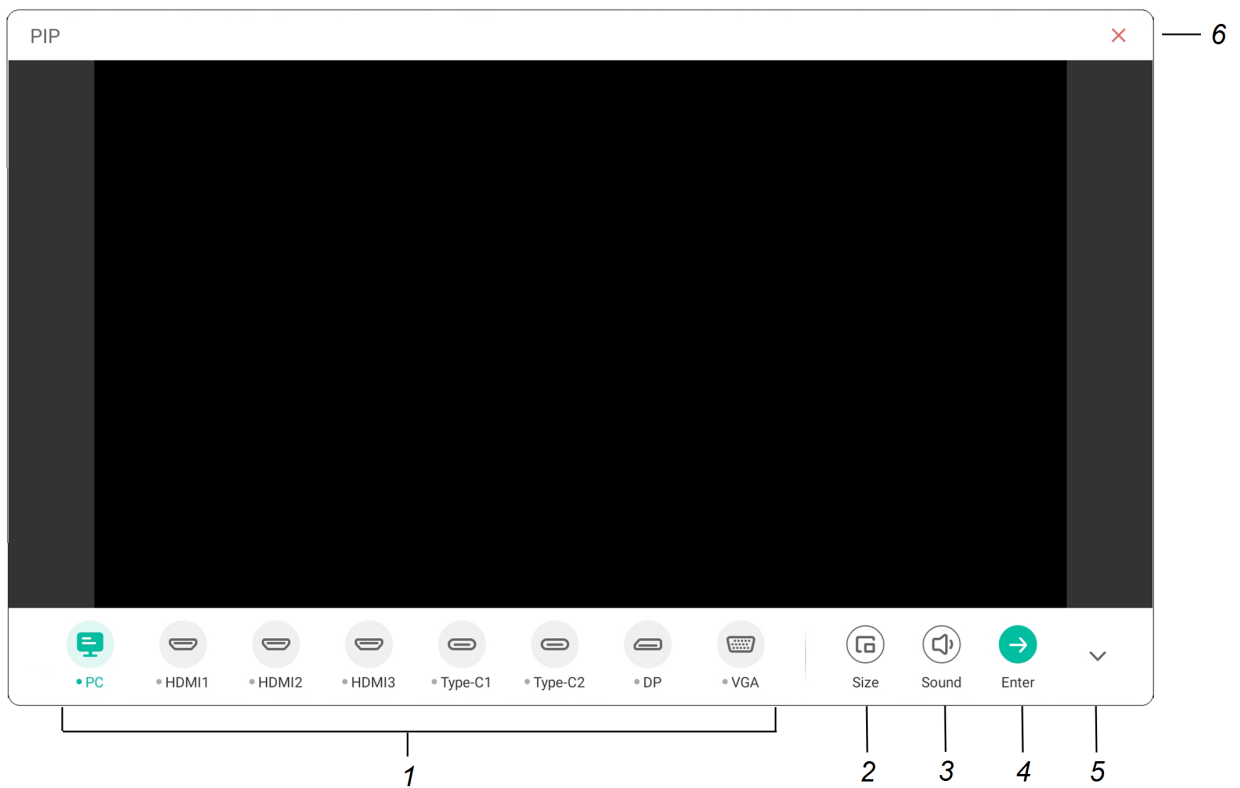 PIP
6
PC HDMI1 HDMI2 HDMI3 Type-C1 Type-C2 DP VGA Size Sound Enter
1 2 3 4 5